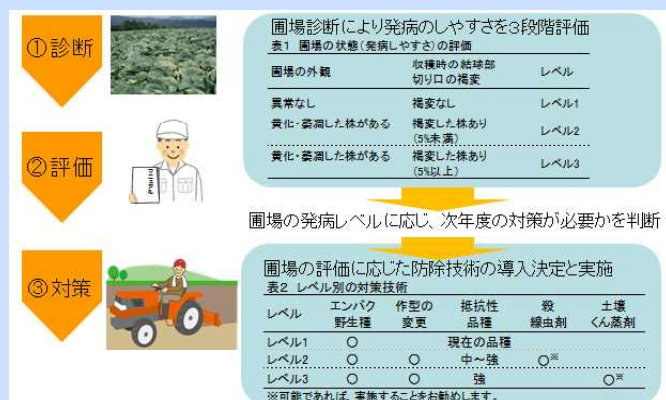 ①診断
圃場診断により発病のしやすさを3段階評価
表1 圃場の状態(発病しやすさ)の評価
圃場の外観 収穫時の結球部切り口の褐変 レベル
異常なし 褐変なし レベル1
黄化・萎凋した株がある 褐変した株あり(5%未満) レベル2
黄化・萎凋した株がある 褐変した株あり(5%以上) レベル3
②評価
圃場の発病レベルに応じ、次年度の対策が必要かを判断
③対策
圃場の評価に応じた防除技術の導入決定と実施
表2 レベル別の対策技術
レベル エンバク野生種 作型の変更 抵抗性品種 殺線虫剤 土壌くん蒸剤
レベル1 ○ 現在の品種
レベル2 ○ ○ 中～強 ○※
レベル3 ○ ○ 強 ○※
※可能であれば、実施することをお勧めします。